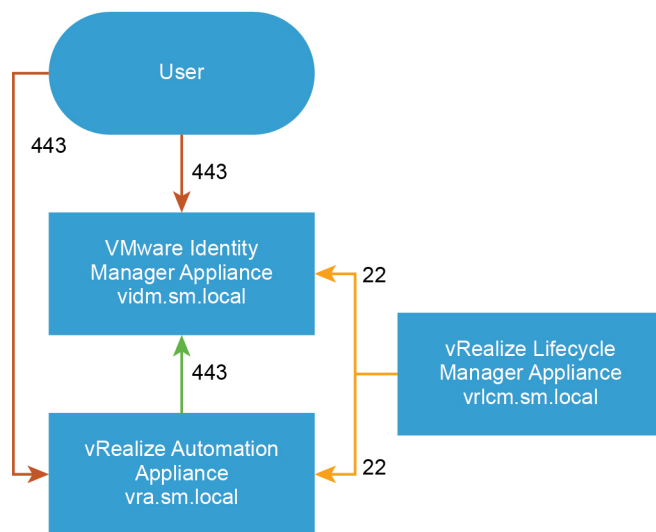 User
443
443
VMware Identity
Manager Appliance
vidm.sm.local
22
vRealize Lifecycle
Manager Appliance
vrlcm.sm.local
443
vRealize Automation
Appliance
vra.sm.local
22